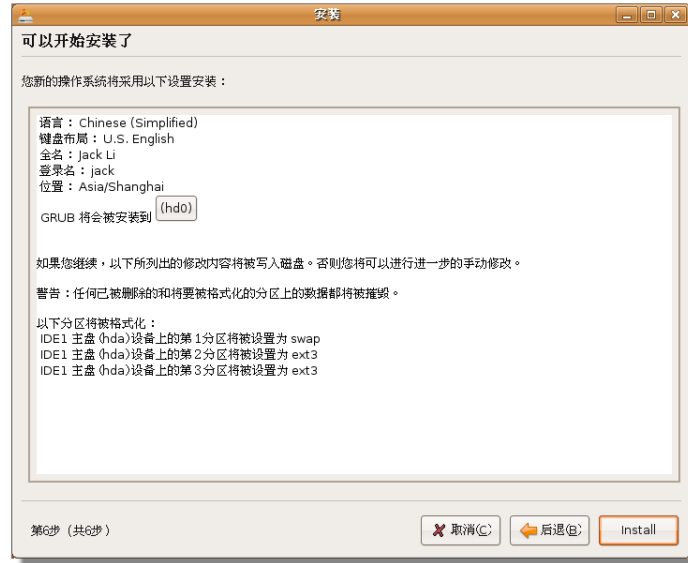 安装
可以开始安装了
您新的操作系统将采用以下设置安装：
语言：Chinese (Simplified)
键盘布局：U.S. English
全名：Jack Li
登录名：jack
位置：Asia/Shanghai
GRUB 将会被安装到 (hd0)
如果您继续，以下所列出的修改内容将被写入磁盘。否则您将可以进行进一步的手动修改。
警告：任何已被删除的和将要被格式化的分区上的数据都将被摧毁。
以下分区将被格式化：
IDE1 主盘 (hda)设备上的第 1分区将被设置为 swap
IDE1 主盘 (hda)设备上的第 2分区将被设置为 ext3
IDE1 主盘 (hda)设备上的第 3分区将被设置为 ext3
第6步（共6步）
取消(C) 后退(B) Install